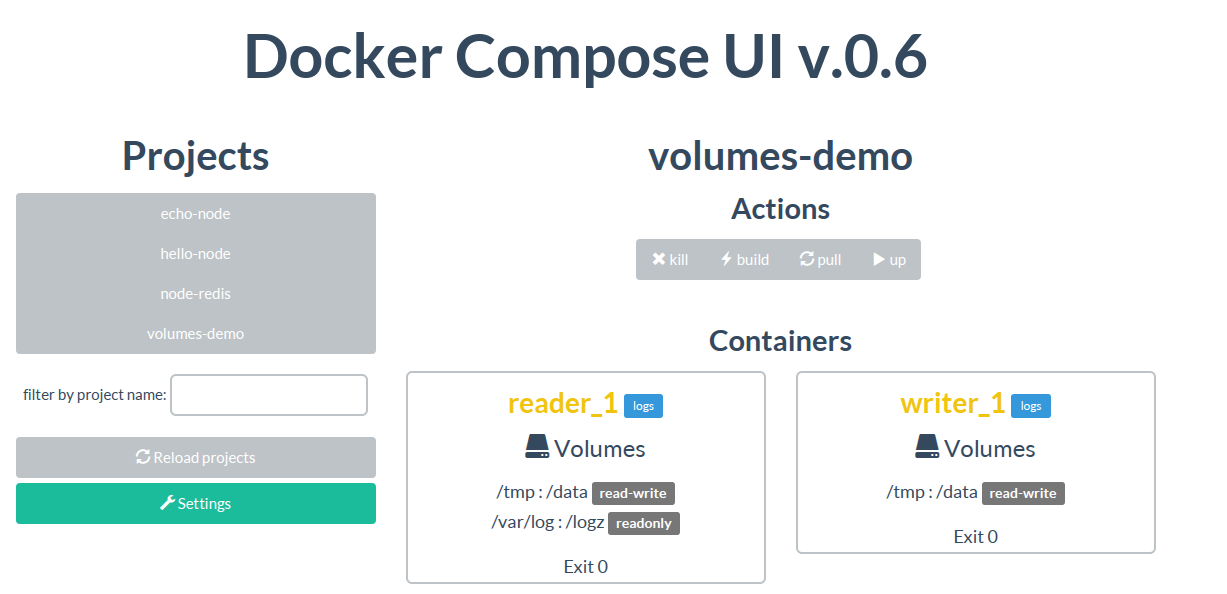 Docker Compose UI v.0.6
Projects
echo-node
hello-node
node-redis
volumes-demo
filter by project name:
Reload projects
Settings
volumes-demo
Actions
kill build pull up
Containers
reader_1 logs
Volumes
/tmp : /data read-write
/var/log : /logz readonly
Exit 0
writer_1 logs
Volumes
/tmp : /data read-write
Exit 0